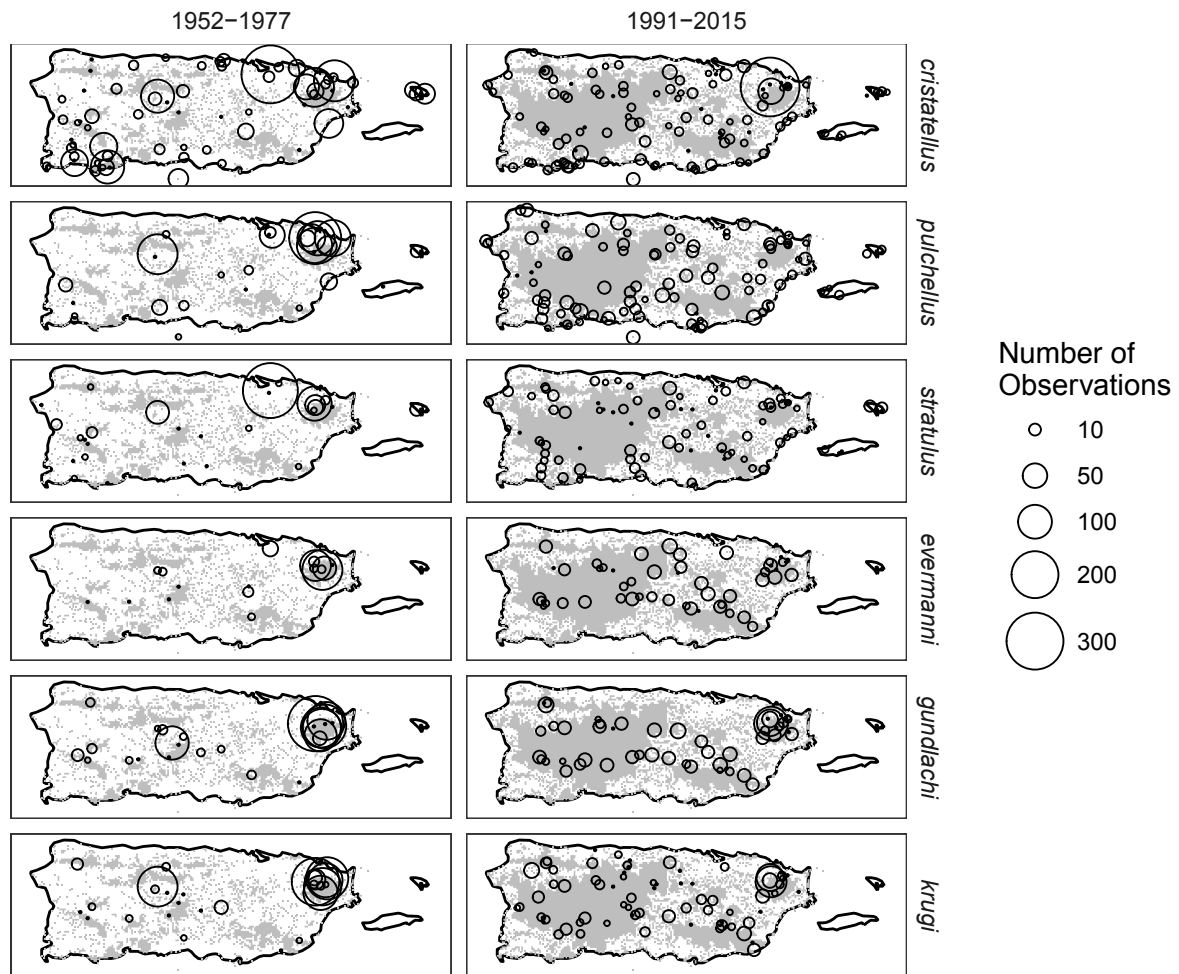 1952−1977
1991−2015
cristatellus
pulchellus
stratulus
evermanni
gundlachi
krugi
Number of
Observations
10
50
100
200
300